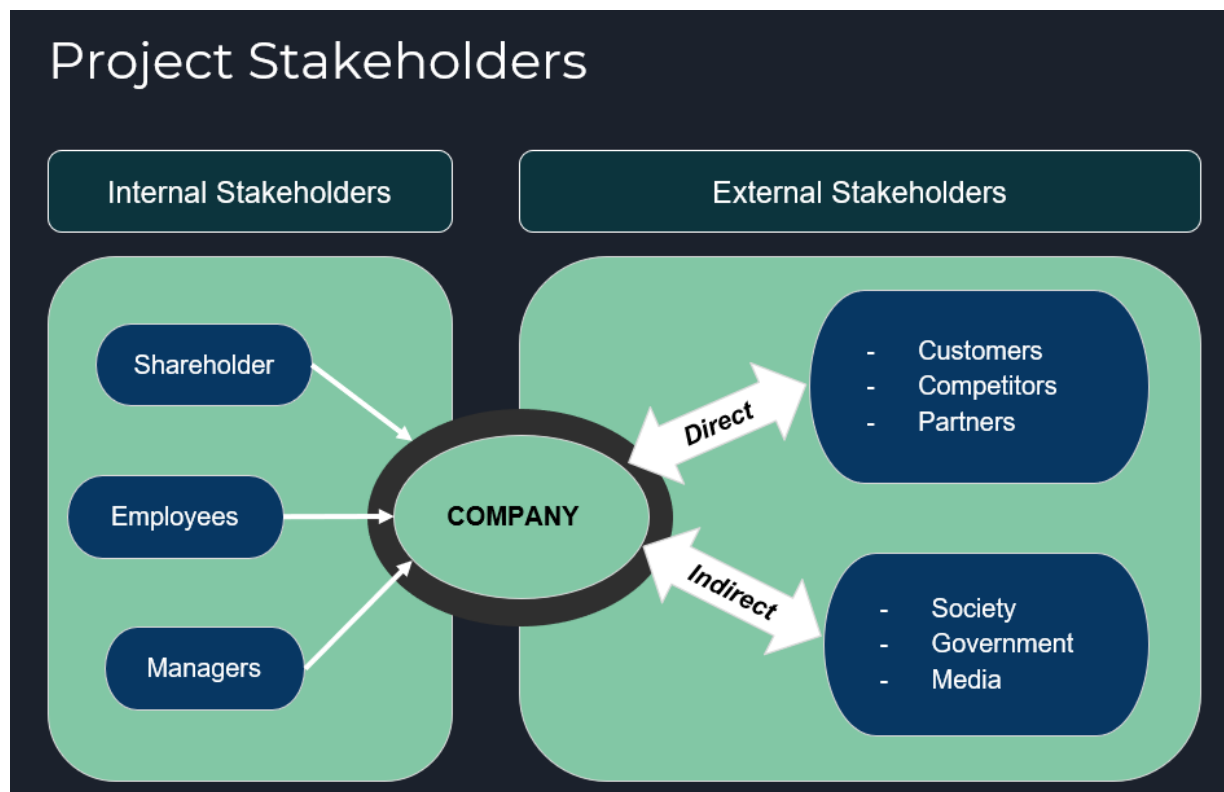 Project Stakeholders
Internal Stakeholders
External Stakeholders
Shareholder
Employees
Managers
COMPANY
Direct
- Customers
- Competitors
- Partners
Indirect
- Society
- Government
- Media